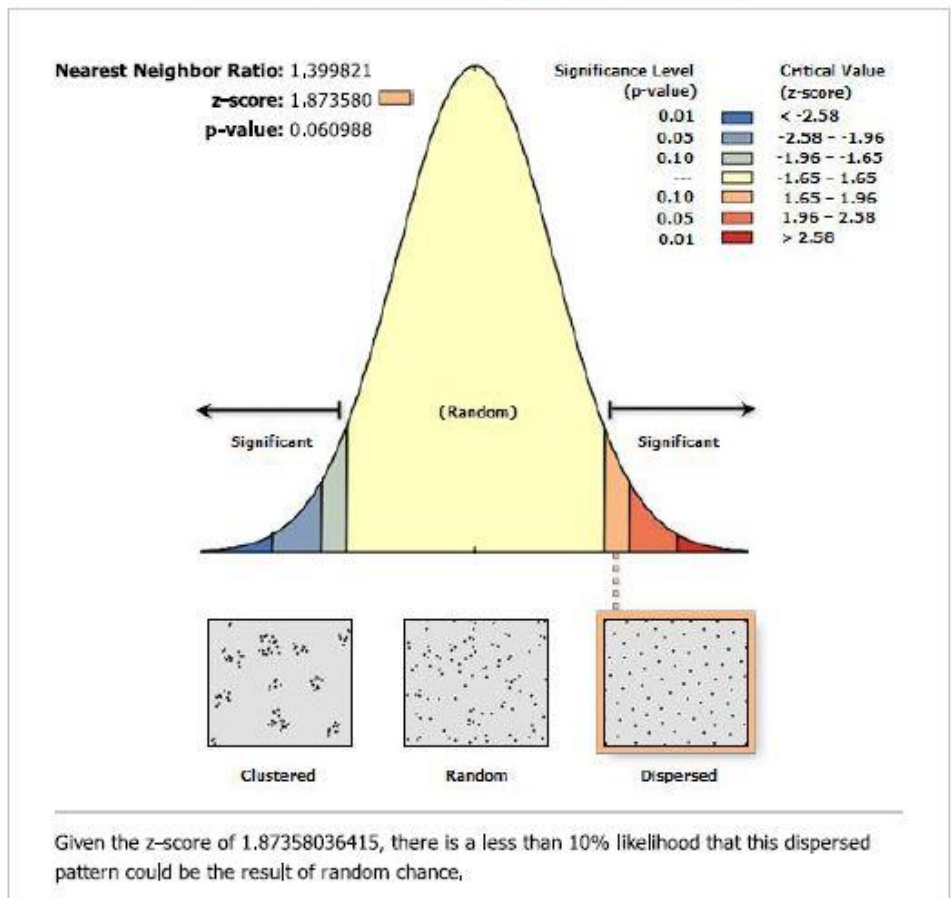 Nearest Neighbor Ratio: 1,399821
z-score: 1.873580
p-value: 0.060988
Significance Level
(p-value)
Critical Value
(z-score)
0.01 < -2.58
0.05 -2.58 - -1.96
0.10 -1.96 - -1.65
--- -1.65 - 1.65
0.10 1.65 - 1.96
0.05 1.96 - 2.58
0.01 > 2.58
(Random)
Significant
Significant
Clustered
Random
Dispersed
Given the z-score of 1.87358036415, there is a less than 10% likelihood that this dispersed
pattern could be the result of random chance,